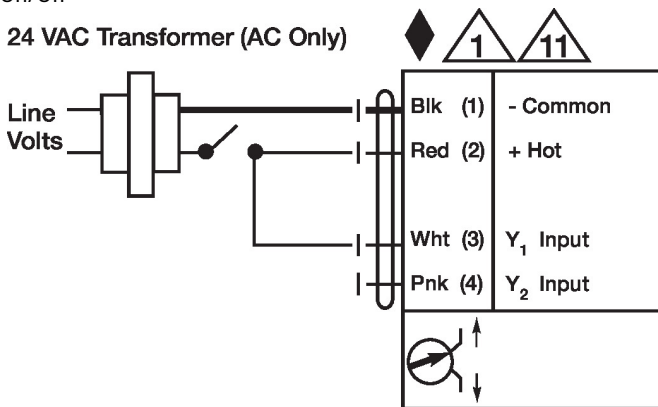 24 VAC Transformer (AC Only)
1 11
Line
Volts
Blk (1) - Common
Red (2) + Hot
Wht (3) Y₁ Input
Pnk (4) Y₂ Input